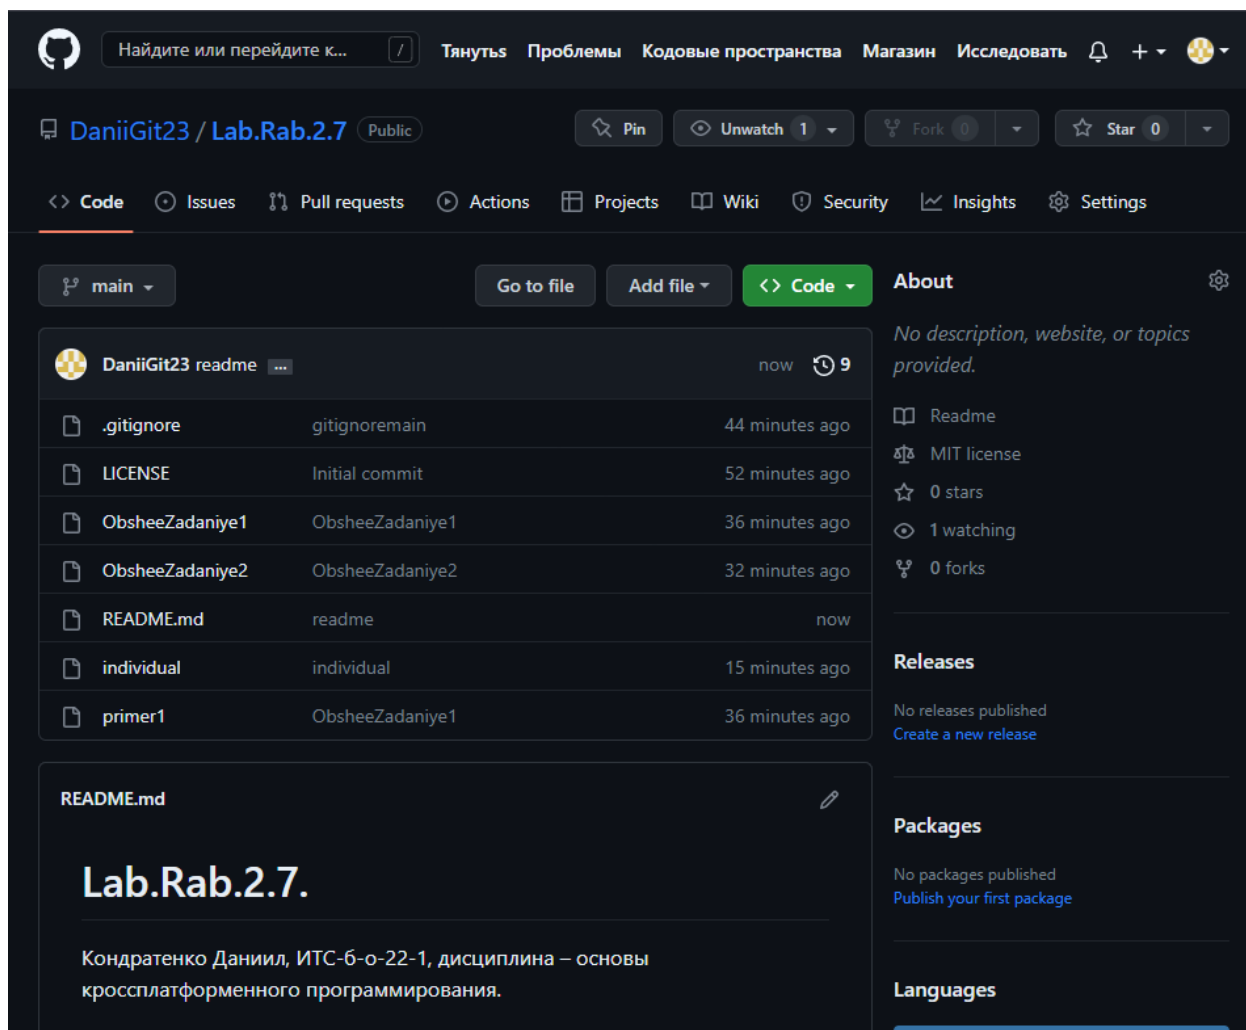 Найдите или перейдите к... / Тянутьs Проблемы Кодовые пространства Магазин Исследовать
DaniiGit23 / Lab.Rab.2.7 Public Pin Unwatch 1 Fork 0 Star 0
Code Issues Pull requests Actions Projects Wiki Security Insights Settings
main Go to file Add file Code
DaniiGit23 readme ... now 9
.gitignore gitignoremain 44 minutes ago
LICENSE Initial commit 52 minutes ago
ObsheeZadaniye1 ObsheeZadaniye1 36 minutes ago
ObsheeZadaniye2 ObsheeZadaniye2 32 minutes ago
README.md readme now
individual individual 15 minutes ago
primer1 ObsheeZadaniye1 36 minutes ago
README.md
Lab.Rab.2.7.
Кондратенко Даниил, ИТС-б-о-22-1, дисциплина – основы
кроссплатформенного программирования.
About
No description, website, or topics
provided.
Readme
MIT license
0 stars
1 watching
0 forks
Releases
No releases published
Create a new release
Packages
No packages published
Publish your first package
Languages